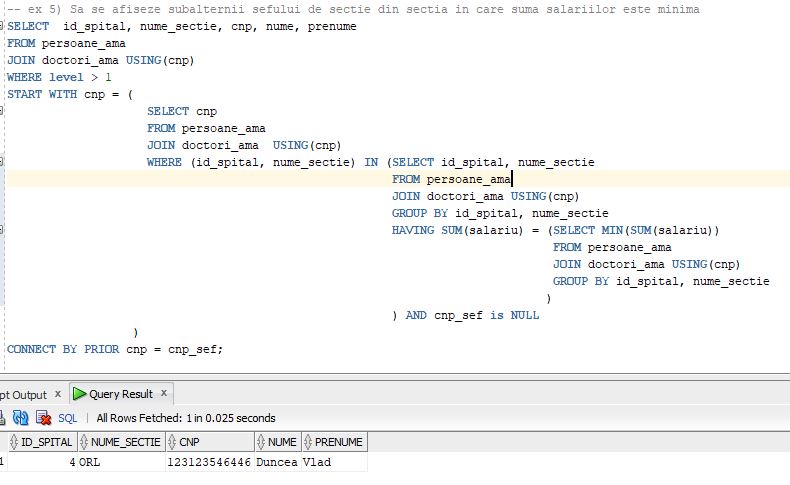 -- ex 5) Sa se afiseze subalternii sefului de sectie din sectia in care suma salariilor este minima
SELECT id_spital, nume_sectie, cnp, nume, prenume
FROM persoane_ama
JOIN doctori_ama USING(cnp)
WHERE level > 1
START WITH cnp = (
SELECT cnp
FROM persoane_ama
JOIN doctori_ama USING(cnp)
WHERE (id_spital, nume_sectie) IN (SELECT id_spital, nume_sectie
FROM persoane_ama
JOIN doctori_ama USING(cnp)
GROUP BY id_spital, nume_sectie
HAVING SUM(salariu) = (SELECT MIN(SUM(salariu))
FROM persoane_ama
JOIN doctori_ama USING(cnp)
GROUP BY id_spital, nume_sectie
)
) AND cnp_sef is NULL
)
CONNECT BY PRIOR cnp = cnp_sef;
pt Output x Query Result x
SQL | All Rows Fetched: 1 in 0.025 seconds
ID_SPITAL NUME_SECTIE CNP NUME PRENUME
1 4 ORL 123123546446 Duncea Vlad